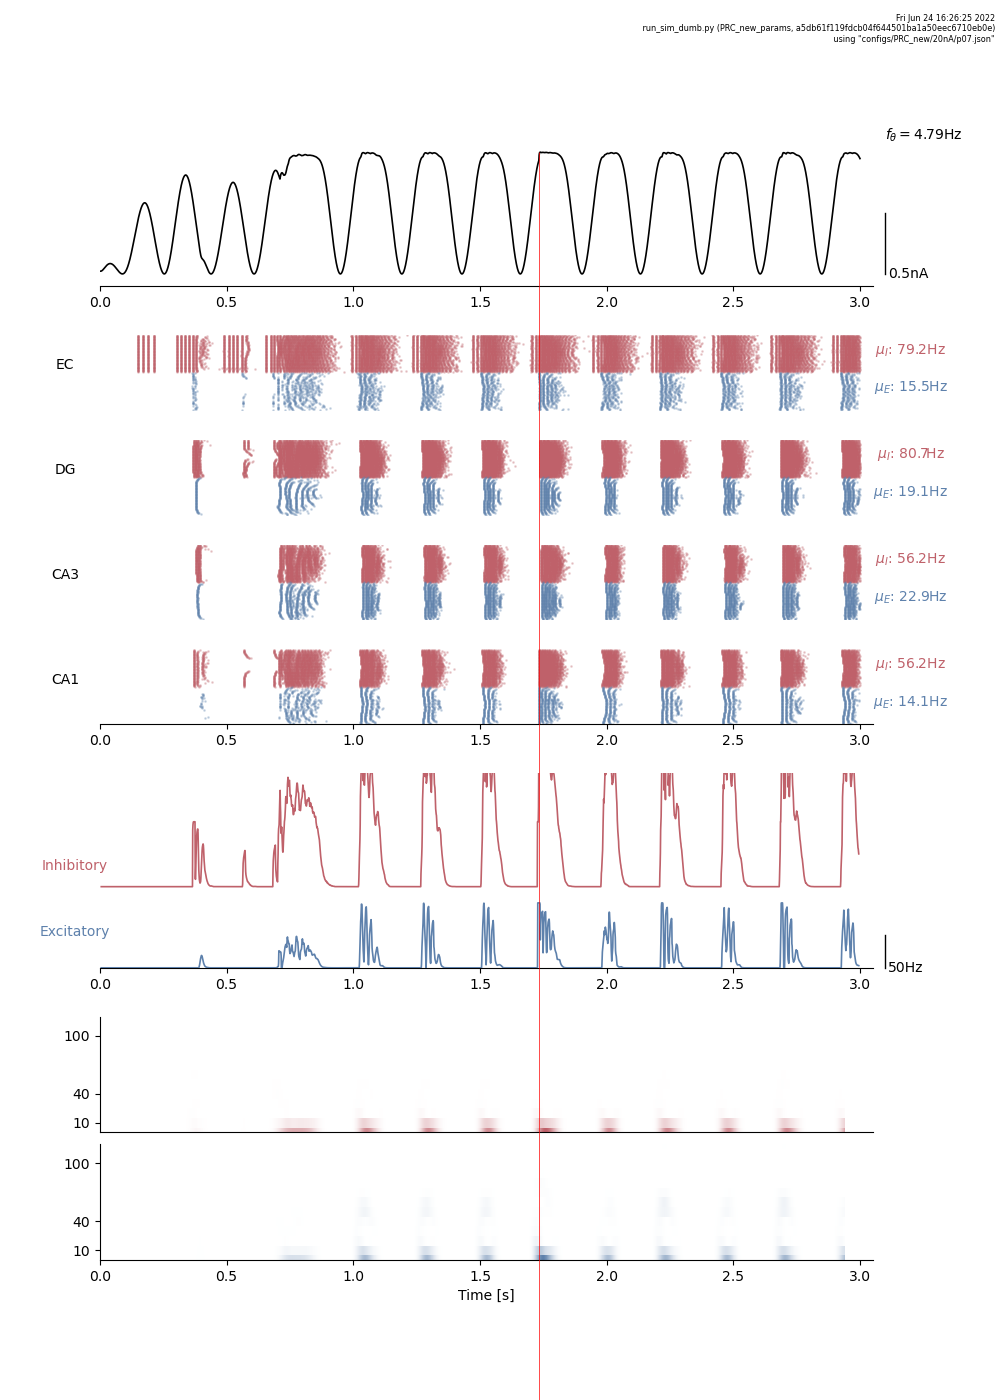 Fri Jun 24 16:26:25 2022
run_sim_dumb.py (PRC_new_params, a5db61f119fdcb04f644501ba1a50eec6710eb0e)
using "configs/PRC_new/20nA/p07.json"
f_θ = 4.79Hz
0.5nA
0.0 0.5 1.0 1.5 2.0 2.5 3.0
EC
μ_I: 79.2Hz
μ_E: 15.5Hz
DG
μ_I: 80.7Hz
μ_E: 19.1Hz
CA3
μ_I: 56.2Hz
μ_E: 22.9Hz
CA1
μ_I: 56.2Hz
μ_E: 14.1Hz
0.0 0.5 1.0 1.5 2.0 2.5 3.0
Inhibitory
Excitatory
50Hz
0.0 0.5 1.0 1.5 2.0 2.5 3.0
100
40
10
100
40
10
0.0 0.5 1.0 1.5 2.0 2.5 3.0
Time [s]